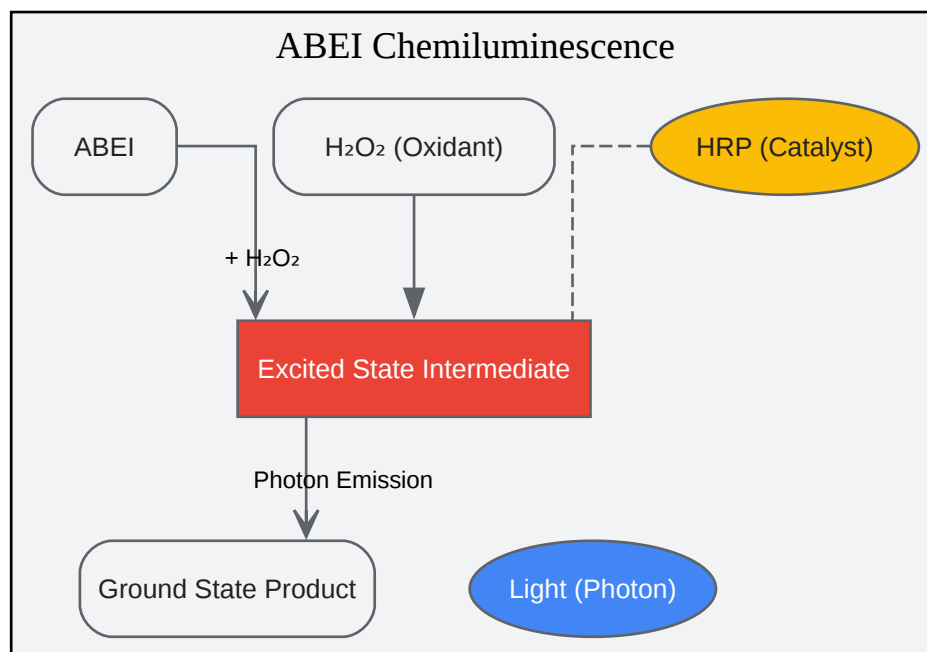 ABEI Chemiluminescence
ABEI
H₂O₂ (Oxidant)
HRP (Catalyst)
+ H₂O₂
Excited State Intermediate
Photon Emission
Ground State Product
Light (Photon)